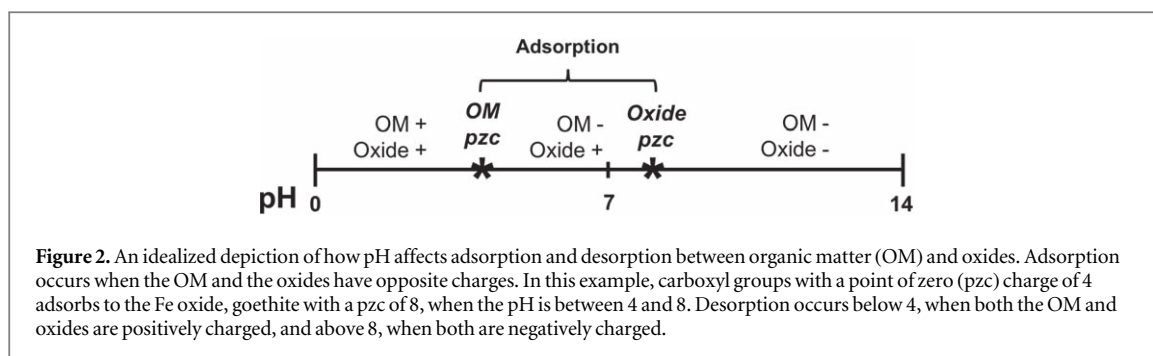 Adsorption
OM
pzc
Oxide
pzc
OM +
Oxide +
OM -
Oxide +
OM -
Oxide -
* *
pH 0 7 14
Figure 2. An idealized depiction of how pH affects adsorption and desorption between organic matter (OM) and oxides. Adsorption
occurs when the OM and the oxides have opposite charges. In this example, carboxyl groups with a point of zero (pzc) charge of 4
adsorbs to the Fe oxide, goethite with a pzc of 8, when the pH is between 4 and 8. Desorption occurs below 4, when both the OM and
oxides are positively charged, and above 8, when both are negatively charged.